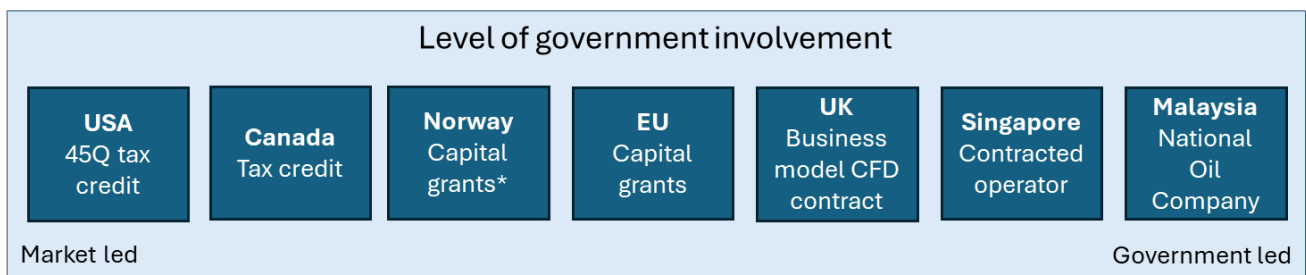 Level of government involvement
USA
45Q tax
credit
Canada
Tax credit
Norway
Capital
grants*
EU
Capital
grants
UK
Business
model CFD
contract
Singapore
Contracted
operator
Malaysia
National
Oil
Company
Market led
Government led